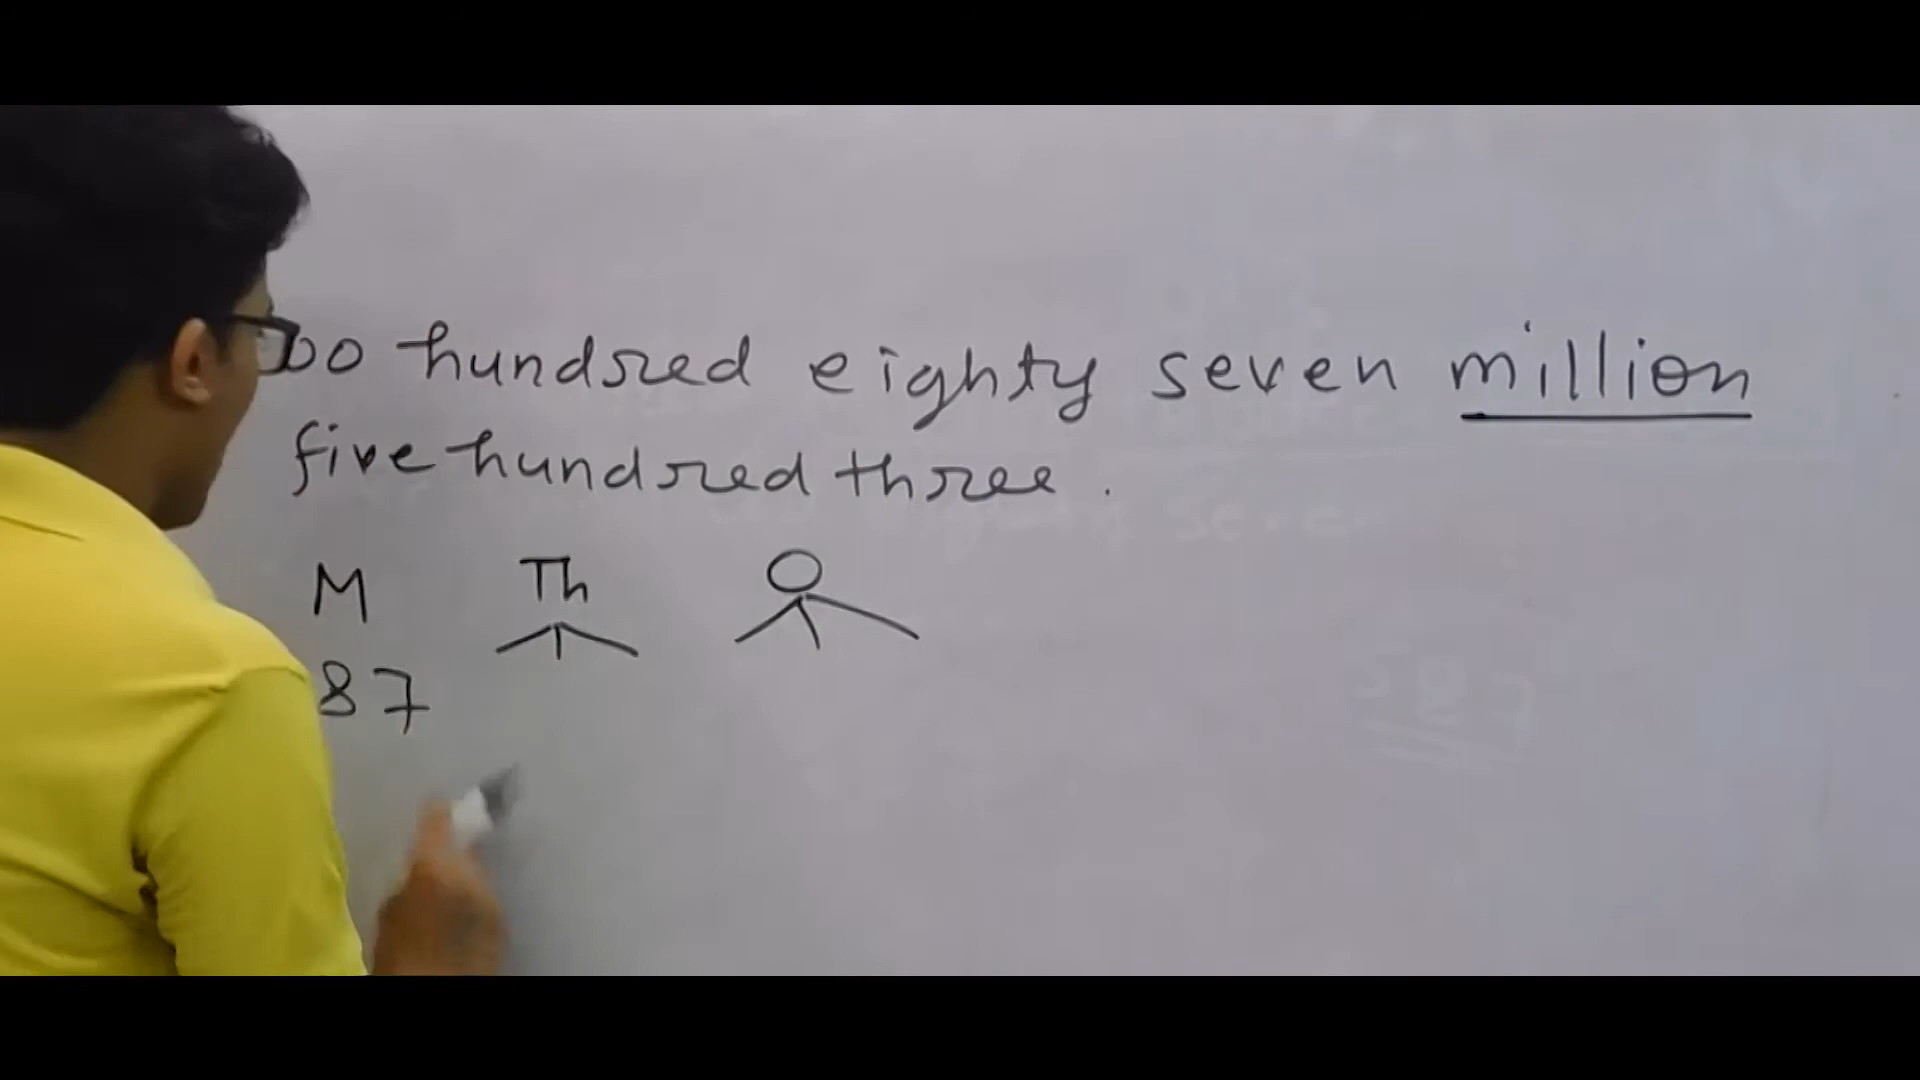 hundred eighty seven million
five hundred three.
M Th O
87